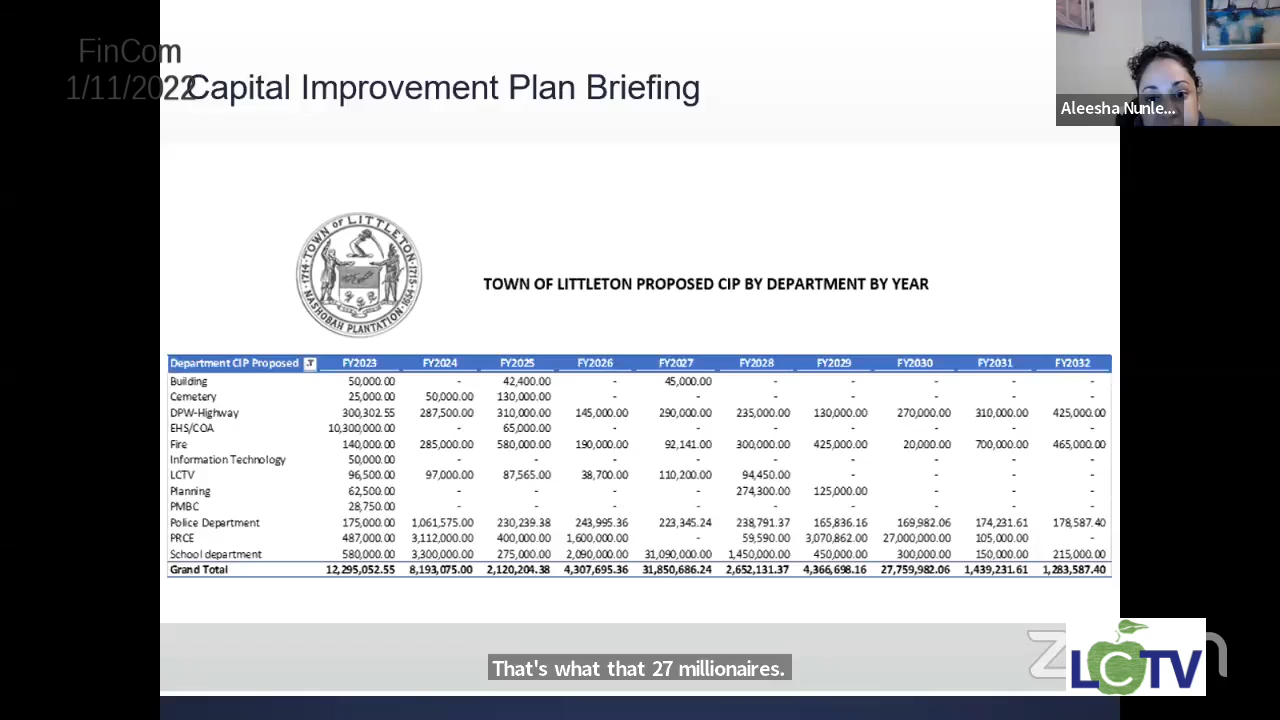 FinCom
1/11/2022
Capital Improvement Plan Briefing
Aleesha Nunle...
TOWN OF LITTLETON
1714
1715
NASHOBAH PLANTATION
1654
TOWN OF LITTLETON PROPOSED CIP BY DEPARTMENT BY YEAR
Department CIP Proposed FY2023 FY2024 FY2025 FY2026 FY2027 FY2028 FY2029 FY2030 FY2031 FY2032
Building 50,000.00 - 42,400.00 - 45,000.00 - - - - -
Cemetery 25,000.00 50,000.00 130,000.00 - - - - - - -
DPW-Highway 300,302.55 287,500.00 310,000.00 145,000.00 290,000.00 235,000.00 130,000.00 270,000.00 310,000.00 425,000.00
EHS/COA 10,300,000.00 - 65,000.00 - - - - - - -
Fire 140,000.00 285,000.00 580,000.00 190,000.00 92,141.00 300,000.00 425,000.00 20,000.00 700,000.00 465,000.00
Information Technology 50,000.00 - - - - - - - - -
LCTV 96,500.00 97,000.00 87,565.00 38,700.00 110,200.00 94,450.00 - - - -
Planning 62,500.00 - - - - 274,300.00 125,000.00 - - -
PMBC 28,750.00 - - - - - - - - -
Police Department 175,000.00 1,061,575.00 230,239.38 243,995.36 223,345.24 238,791.37 165,836.16 169,982.06 174,231.61 178,587.40
PRCE 487,000.00 3,112,000.00 400,000.00 1,600,000.00 - 59,590.00 3,070,862.00 27,000,000.00 105,000.00 -
School department 580,000.00 3,300,000.00 275,000.00 2,090,000.00 31,090,000.00 1,450,000.00 450,000.00 300,000.00 150,000.00 215,000.00
Grand Total 12,295,052.55 8,193,075.00 2,120,204.38 4,307,695.36 31,850,686.24 2,652,131.37 4,366,698.16 27,759,982.06 1,439,231.61 1,283,587.40
That's what that 27 millionaires.
LCTV